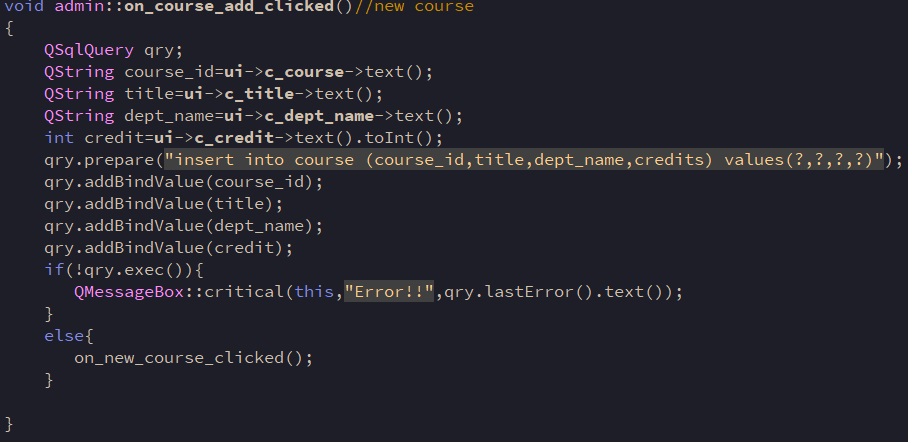 void admin::on_course_add_clicked()//new course
{
    QSqlQuery qry;
    QString course_id=ui->c_course->text();
    QString title=ui->c_title->text();
    QString dept_name=ui->c_dept_name->text();
    int credit=ui->c_credit->text().toInt();
    qry.prepare("insert into course (course_id,title,dept_name,credits) values(?,?,?,?)");
    qry.addBindValue(course_id);
    qry.addBindValue(title);
    qry.addBindValue(dept_name);
    qry.addBindValue(credit);
    if(!qry.exec()){
        QMessageBox::critical(this,"Error!!",qry.lastError().text());
    }
    else{
        on_new_course_clicked();
    }
}